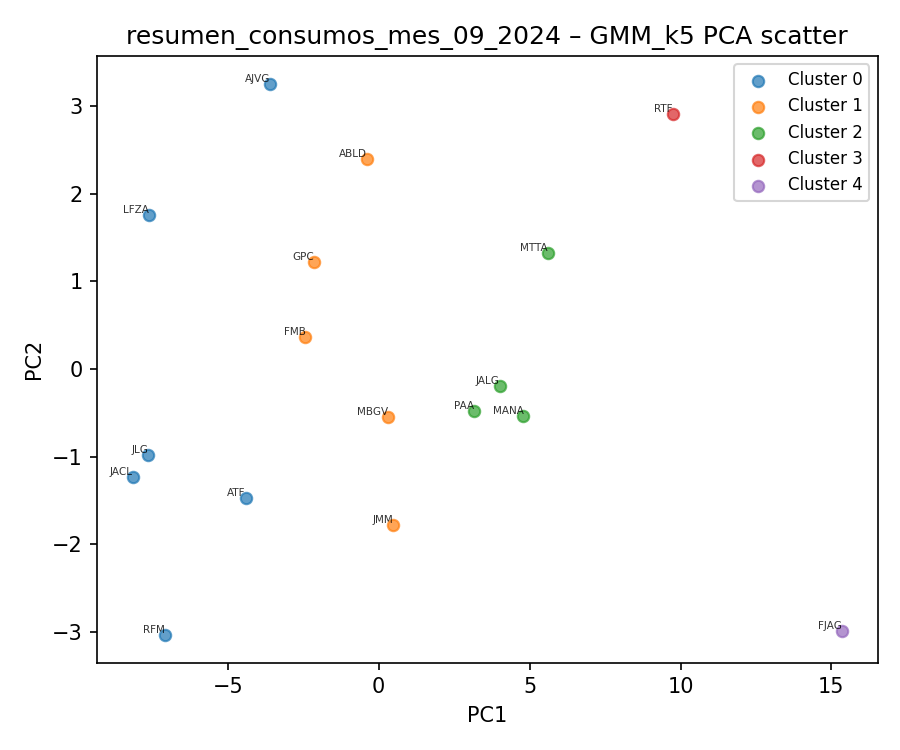 resumen_consumos_mes_09_2024 – GMM_k5 PCA scatter
Cluster 0
Cluster 1
Cluster 2
Cluster 3
Cluster 4
AJVG
RTF
ABLD
LFZA
MTTA
GPC
FMB
JALG
PAA
MANA
MBGV
JLG
JACL
ATF
JMM
RFM
FJAG
3
2
1
0
−1
−2
−3
PC2
−5
0
5
10
15
PC1